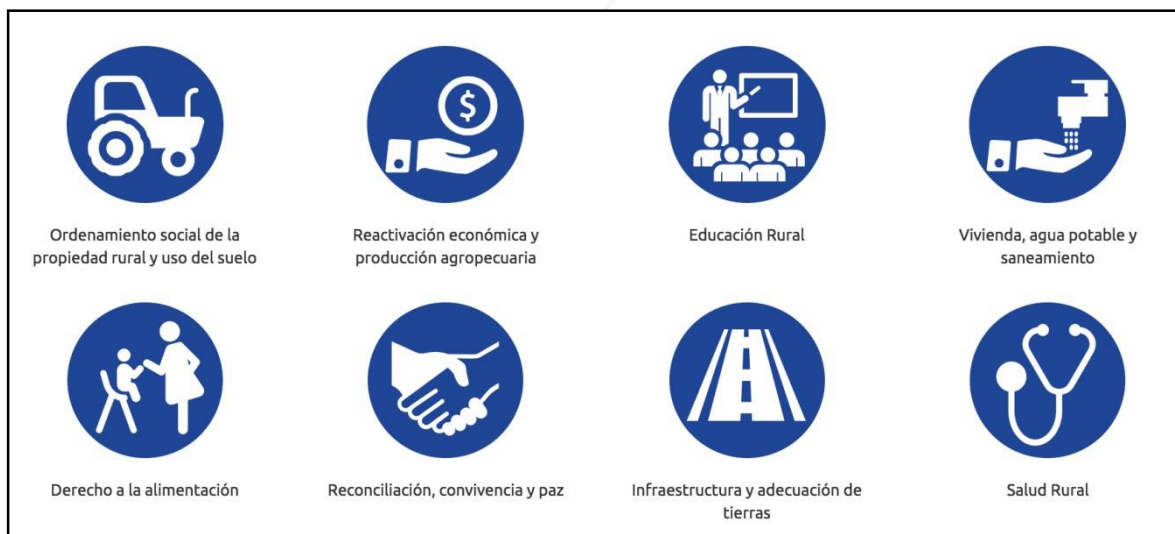 $
Ordenamiento social de la
propiedad rural y uso del suelo
Reactivación económica y
producción agropecuaria
Educación Rural
Vivienda, agua potable y
saneamiento
Derecho a la alimentación
Reconciliación, convivencia y paz
Infraestructura y adecuación de
tierras
Salud Rural